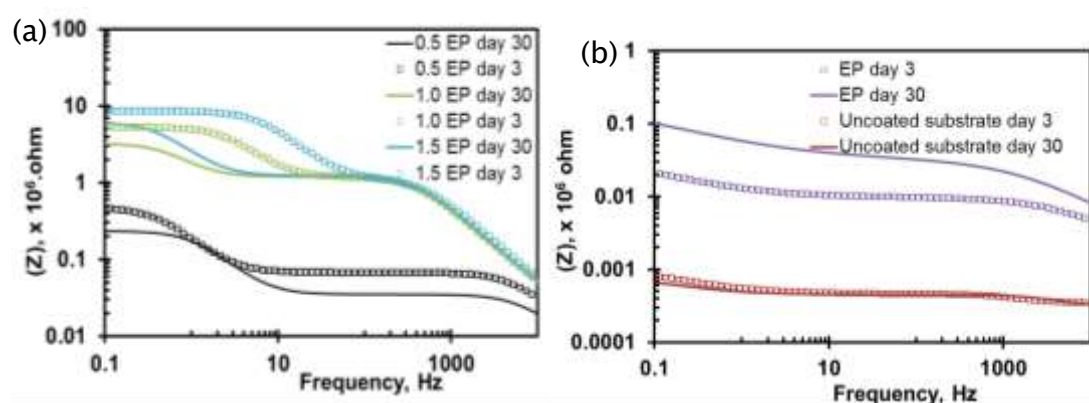 (a)
(Z), x 10⁶.ohm
100
10
1
0.1
0.01
0.5 EP day 30
0.5 EP day 3
1.0 EP day 30
1.0 EP day 3
1.5 EP day 30
1.5 EP day 3
0.1
10
1000
Frequency, Hz
(b)
(Z), x 10⁶ ohm
1
0.1
0.01
0.001
0.0001
EP day 3
EP day 30
Uncoated substrate day 3
Uncoated substrate day 30
0.1
10
1000
Frequency, Hz